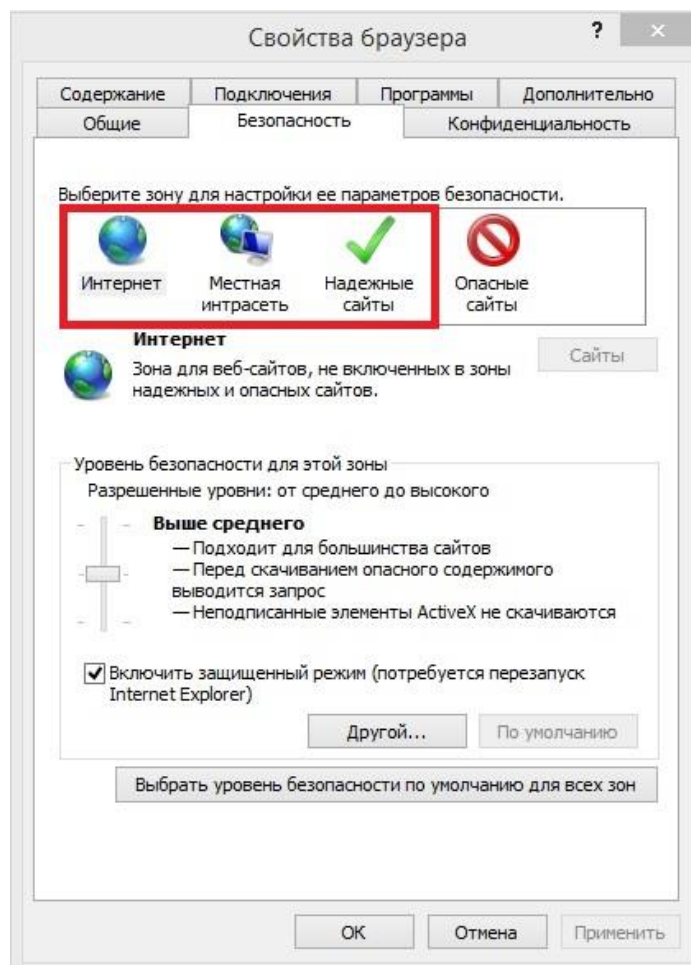 Свойства браузера
?
×
Содержание Подключения Программы Дополнительно
Общие Безопасность Конфиденциальность
Выберите зону для настройки ее параметров безопасности.
Интернет Местная Надежные Опасные
интрасеть сайты сайты
Интернет
Сайты
Зона для веб-сайтов, не включенных в зоны
надежных и опасных сайтов.
Уровень безопасности для этой зоны
Разрешенные уровни: от среднего до высокого
Выше среднего
— Подходит для большинства сайтов
— Перед скачиванием опасного содержимого
выводится запрос
— Неподписанные элементы ActiveX не скачиваются
Включить защищенный режим (потребуется перезапуск
Internet Explorer)
Другой... По умолчанию
Выбрать уровень безопасности по умолчанию для всех зон
OK Отмена Применить